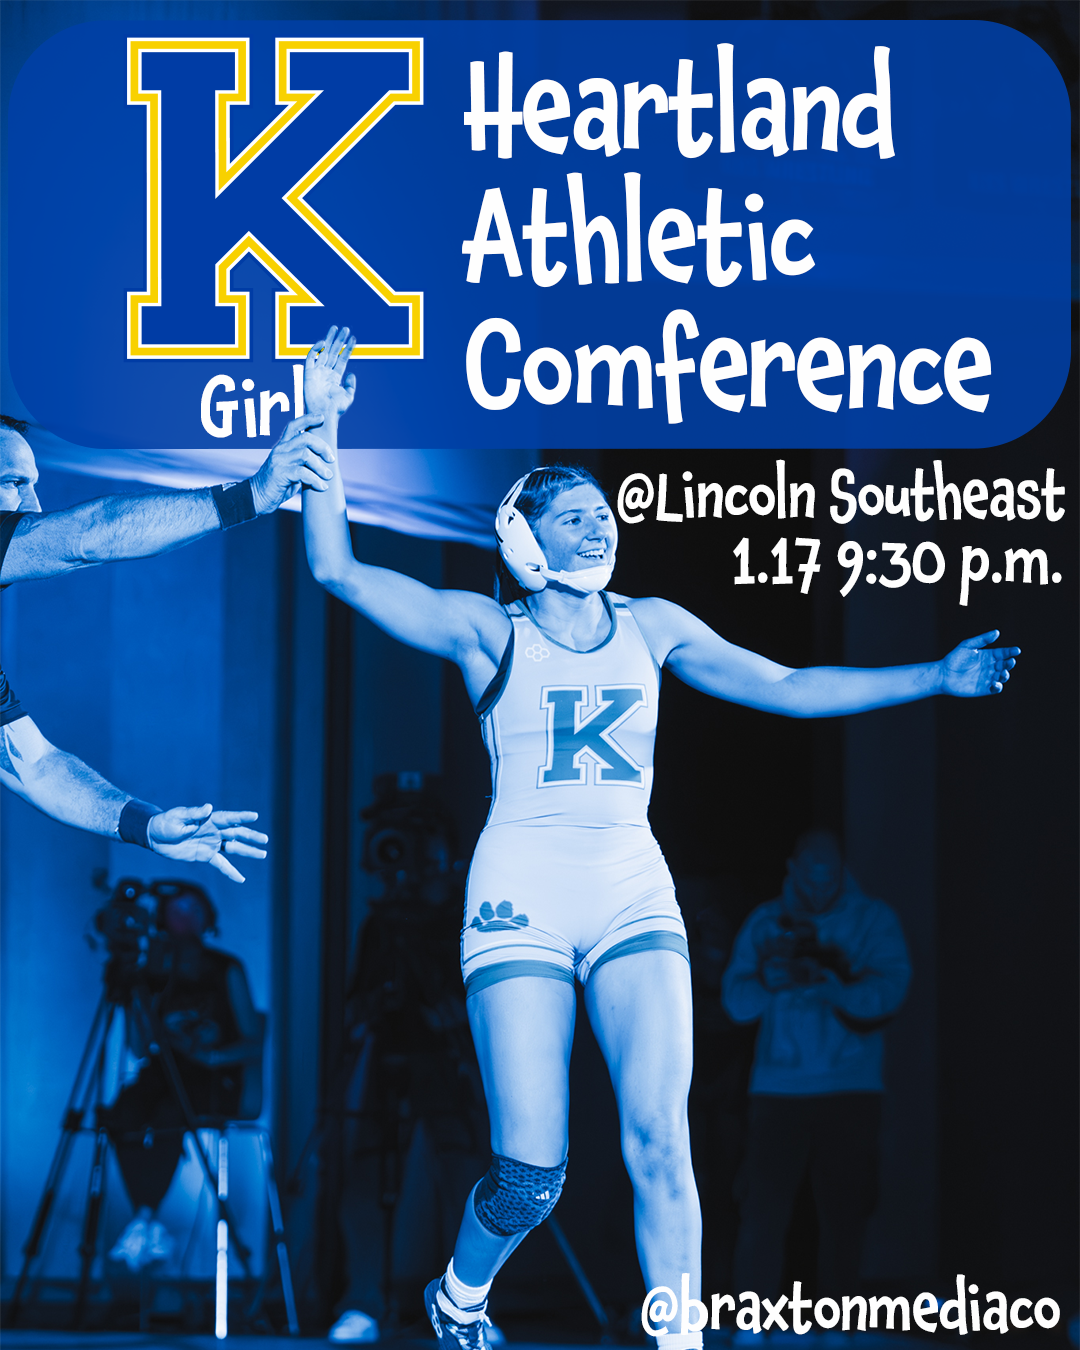 K
Heartland
Athletic
Comference
Girl
@Lincoln Southeast
1.17 9:30 p.m.
K
@braxtonmediaco